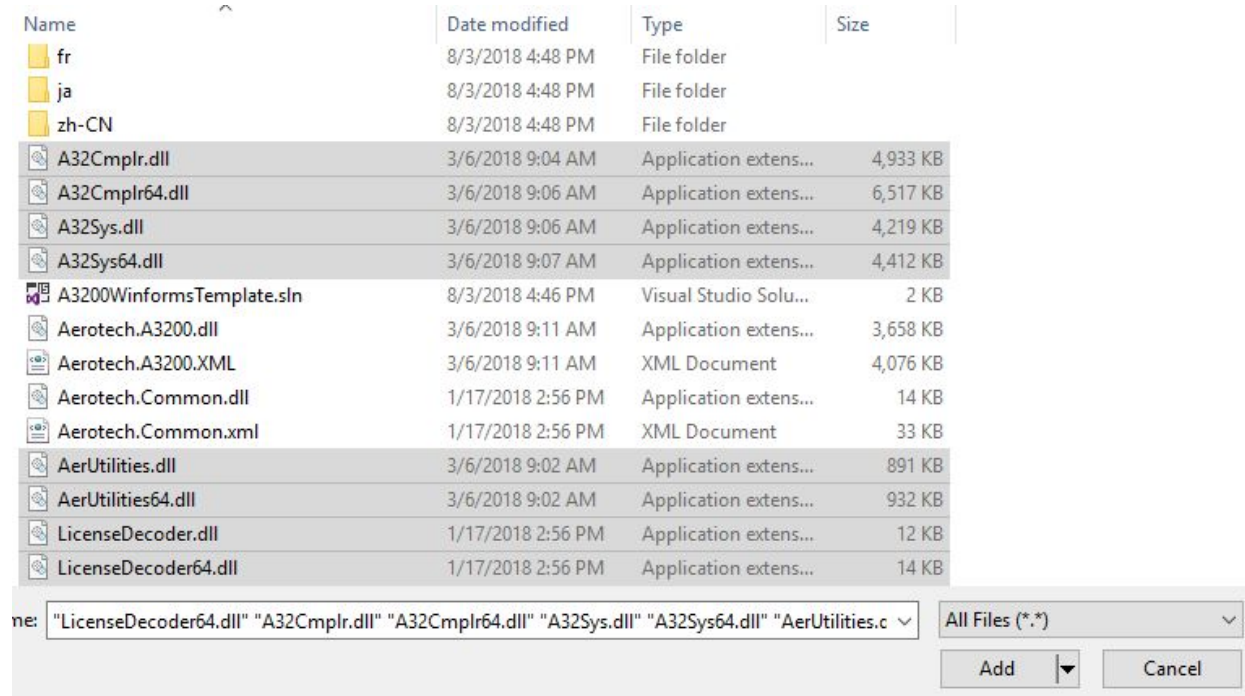 Name Date modified Type Size
fr 8/3/2018 4:48 PM File folder
ja 8/3/2018 4:48 PM File folder
zh-CN 8/3/2018 4:48 PM File folder
A32Cmplr.dll 3/6/2018 9:04 AM Application extens... 4,933 KB
A32Cmplr64.dll 3/6/2018 9:06 AM Application extens... 6,517 KB
A32Sys.dll 3/6/2018 9:06 AM Application extens... 4,219 KB
A32Sys64.dll 3/6/2018 9:07 AM Application extens... 4,412 KB
A3200WinformsTemplate.sln 8/3/2018 4:46 PM Visual Studio Solu... 2 KB
Aerotech.A3200.dll 3/6/2018 9:11 AM Application extens... 3,658 KB
Aerotech.A3200.XML 3/6/2018 9:11 AM XML Document 4,076 KB
Aerotech.Common.dll 1/17/2018 2:56 PM Application extens... 14 KB
Aerotech.Common.xml 1/17/2018 2:56 PM XML Document 33 KB
AerUtilities.dll 3/6/2018 9:02 AM Application extens... 891 KB
AerUtilities64.dll 3/6/2018 9:02 AM Application extens... 932 KB
LicenseDecoder.dll 1/17/2018 2:56 PM Application extens... 12 KB
LicenseDecoder64.dll 1/17/2018 2:56 PM Application extens... 14 KB
me: "LicenseDecoder64.dll" "A32Cmplr.dll" "A32Cmplr64.dll" "A32Sys.dll" "A32Sys64.dll" "AerUtilities.c All Files (*.*)
Add Cancel